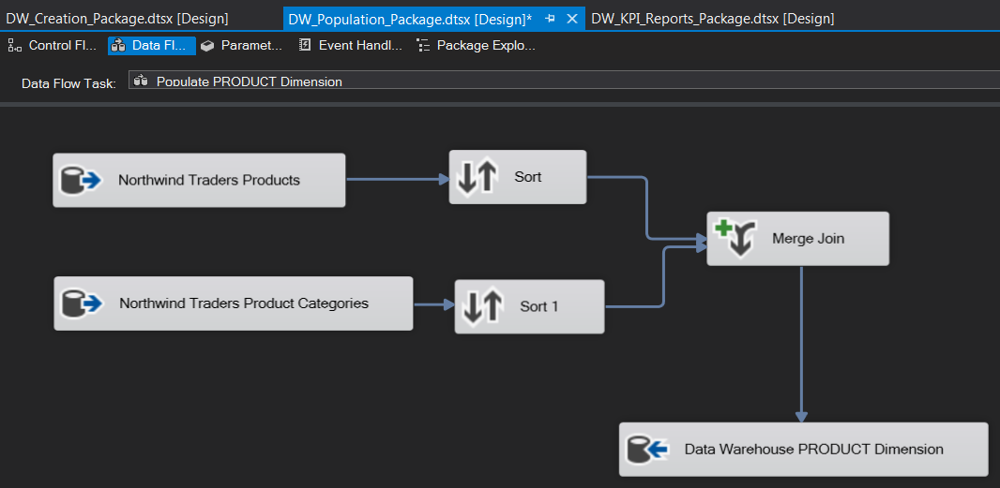 DW_Creation_Package.dtsx [Design]
DW_Population_Package.dtsx [Design]*
DW_KPI_Reports_Package.dtsx [Design]
Control Fl...
Data Fl...
Paramet...
Event Handl...
Package Explo...
Data Flow Task:
Populate PRODUCT Dimension
Northwind Traders Products
Sort
Merge Join
Northwind Traders Product Categories
Sort 1
Data Warehouse PRODUCT Dimension